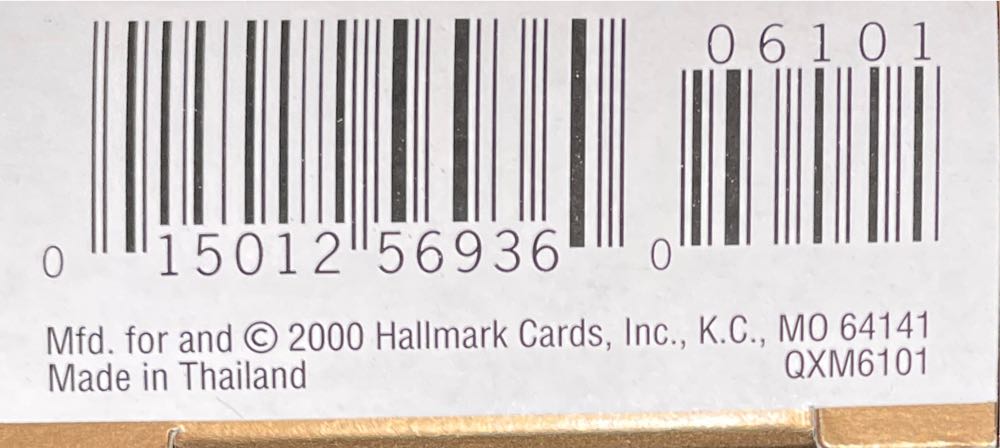 06101
0 15012 56936 0
Mfd. for and © 2000 Hallmark Cards, Inc., K.C., MO 64141
Made in Thailand QXM6101